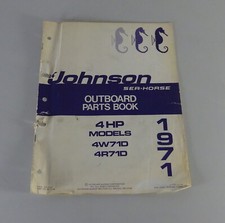 Johnson
SEA-HORSE
OUTBOARD
PARTS BOOK
4 HP
MODELS
4W71D
4R71D
1971